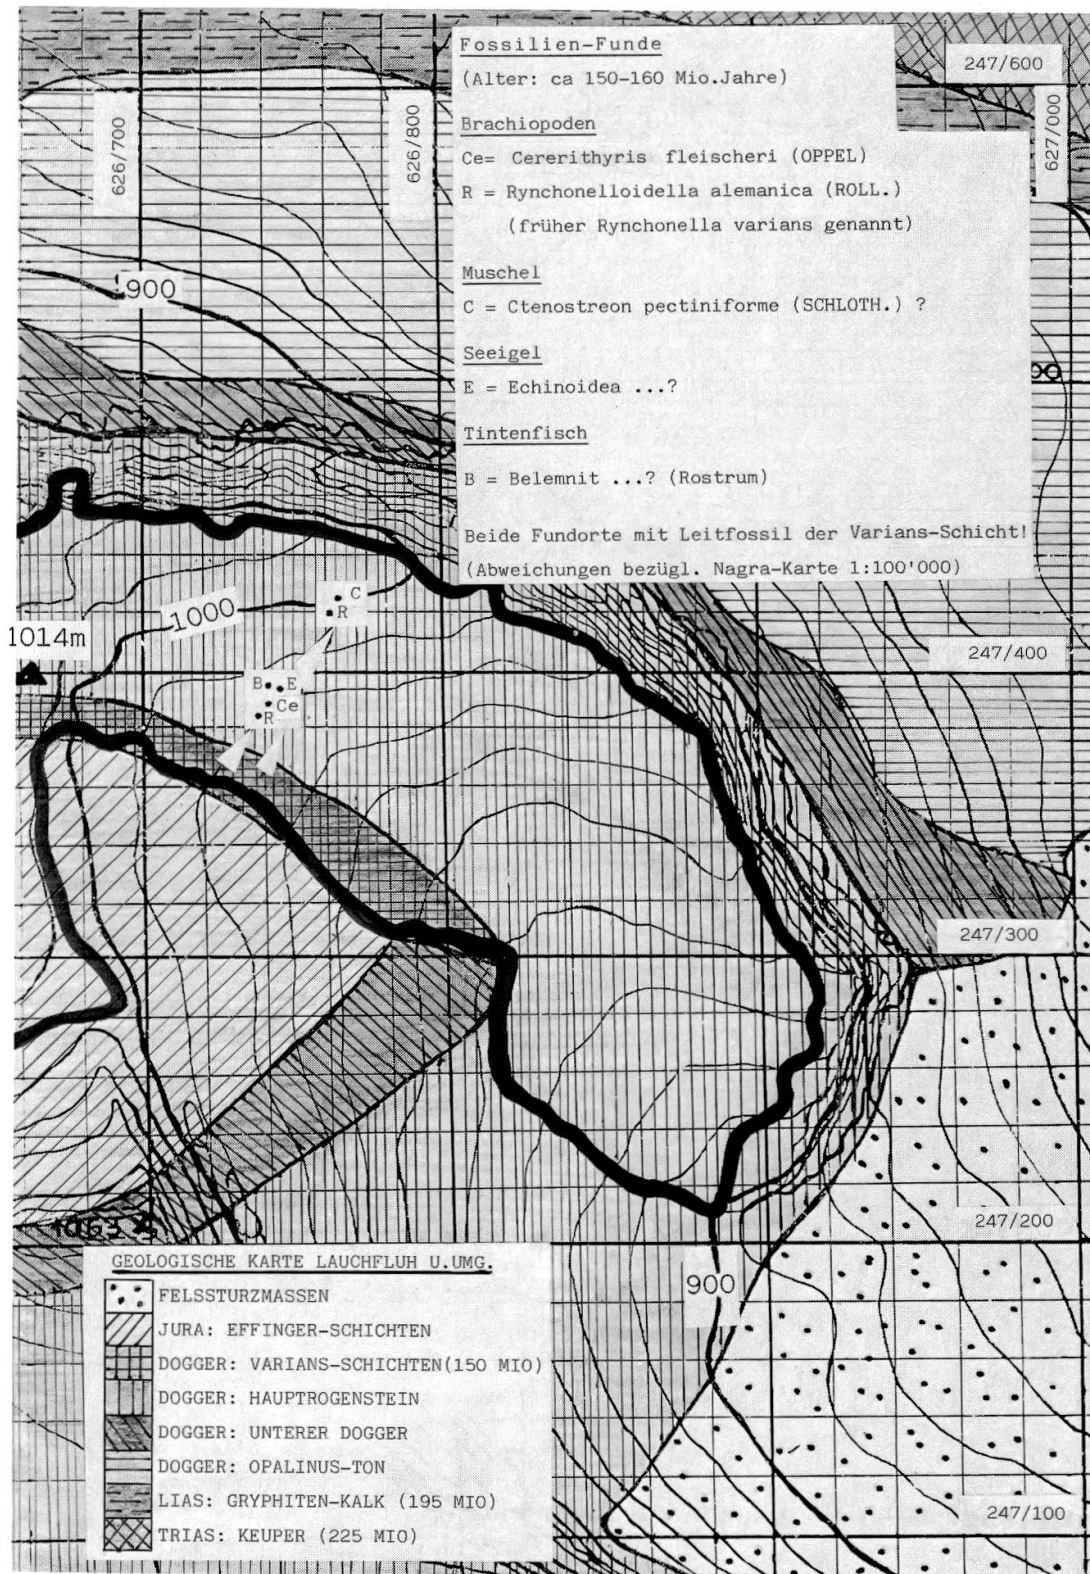 Fossilien-Funde
(Alter: ca 150-160 Mio.Jahre)
Brachiopoden
Ce= Cererithyris fleischeri (OPPEL)
R = Rynchonelloidella alemanica (ROLL.)
(früher Rynchonella varians genannt)
Muschel
C = Ctenostreon pectiniforme (SCHLOTH.) ?
Seeigel
E = Echinoidea ...?
Tintenfisch
B = Belemnit ...? (Rostrum)
Beide Fundorte mit Leitfossil der Varians-Schicht!
(Abweichungen bezügl. Nagra-Karte 1:100'000)
626/700
626/800
247/600
627/000
900
1000
C
R
1014m
B
E
Ce
R
247/400
247/300
247/200
1063
900
247/100
GEOLOGISCHE KARTE LAUCHFLUH U.UMG.
FELSSTURZMASSEN
JURA: EFFINGER-SCHICHTEN
DOGGER: VARIANS-SCHICHTEN(150 MIO)
DOGGER: HAUPTROGENSTEIN
DOGGER: UNTERER DOGGER
DOGGER: OPALINUS-TON
LIAS: GRYPHITEN-KALK (195 MIO)
TRIAS: KEUPER (225 MIO)